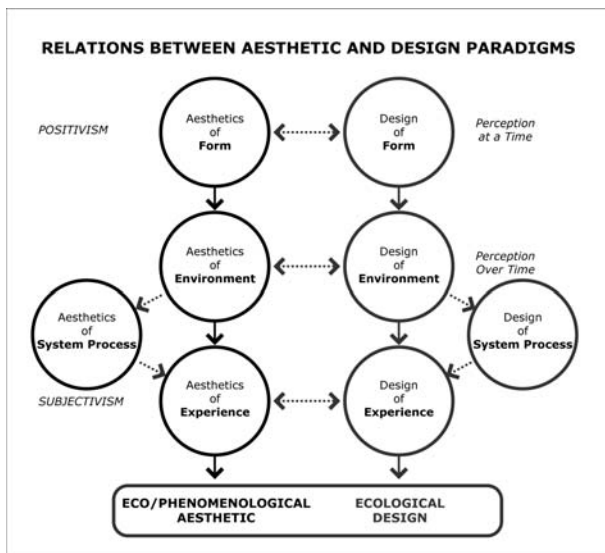 RELATIONS BETWEEN AESTHETIC AND DESIGN PARADIGMS
POSITIVISM
Aesthetics
of
Form
Design
of
Form
Perception
at a Time
Aesthetics
of
Environment
Design
of
Environment
Perception
Over Time
Aesthetics
of
System Process
Design
of
System Process
SUBJECTIVISM
Aesthetics
of
Experience
Design
of
Experience
ECO/PHENOMENOLOGICAL
AESTHETIC
ECOLOGICAL
DESIGN